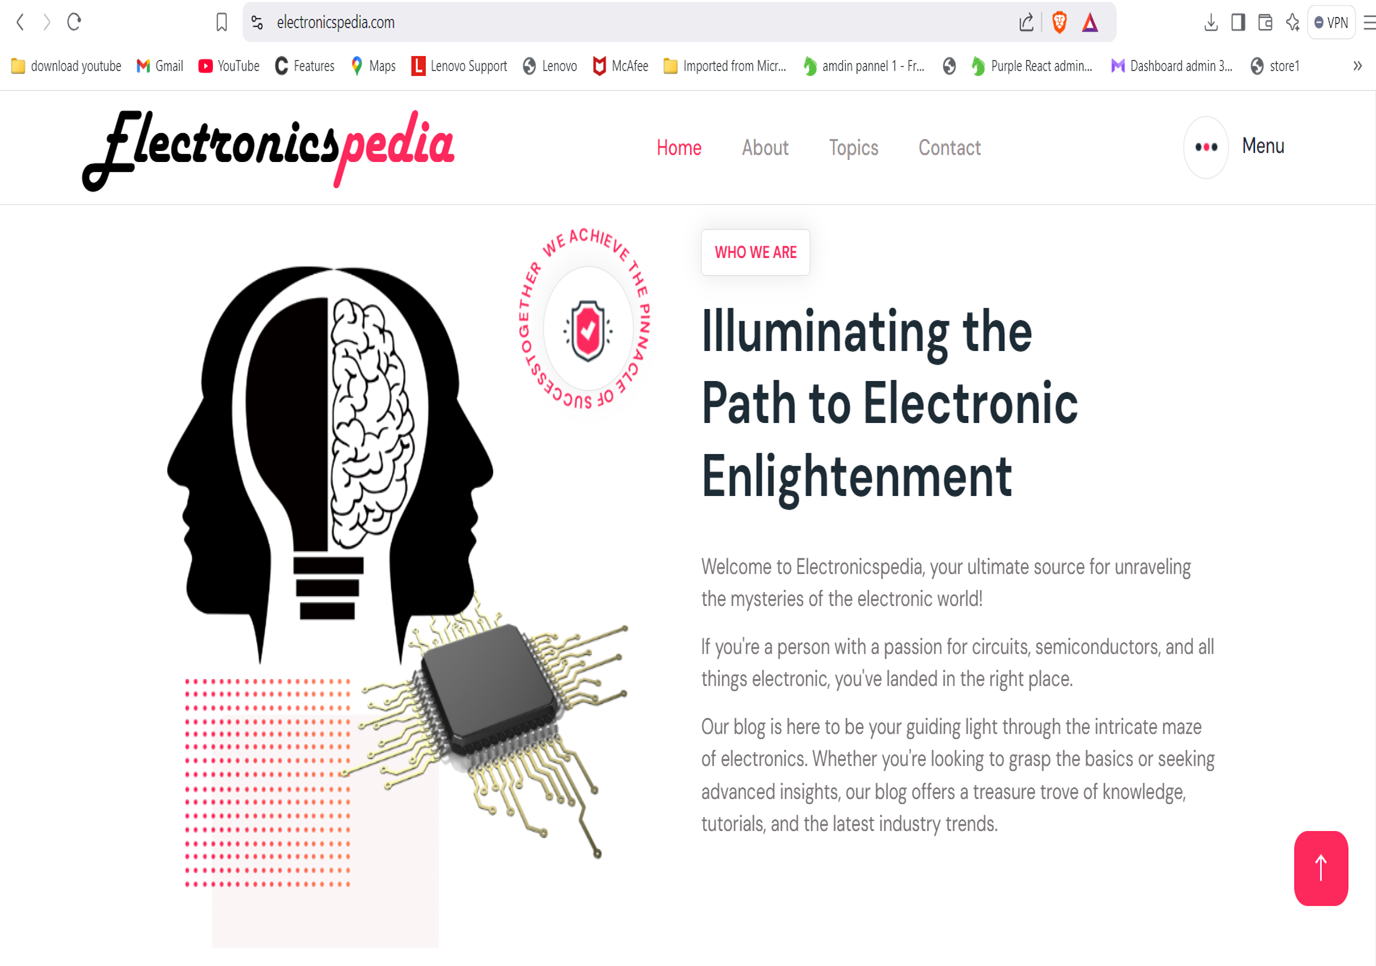 electronicspedia.com
VPN
download youtube
Gmail
YouTube
Features
Maps
Lenovo Support
Lenovo
McAfee
Imported from Micr...
amdin pannel 1 - Fr...
Purple React admin...
Dashboard admin 3...
store1
»
Electronicspedia
Home
About
Topics
Contact
Menu
WE ACHIEVE THE PINNACLE OF SUCCESSTOGETHER
WHO WE ARE
Illuminating the
Path to Electronic
Enlightenment
Welcome to Electronicspedia, your ultimate source for unraveling
the mysteries of the electronic world!
If you're a person with a passion for circuits, semiconductors, and all
things electronic, you've landed in the right place.
Our blog is here to be your guiding light through the intricate maze
of electronics. Whether you're looking to grasp the basics or seeking
advanced insights, our blog offers a treasure trove of knowledge,
tutorials, and the latest industry trends.